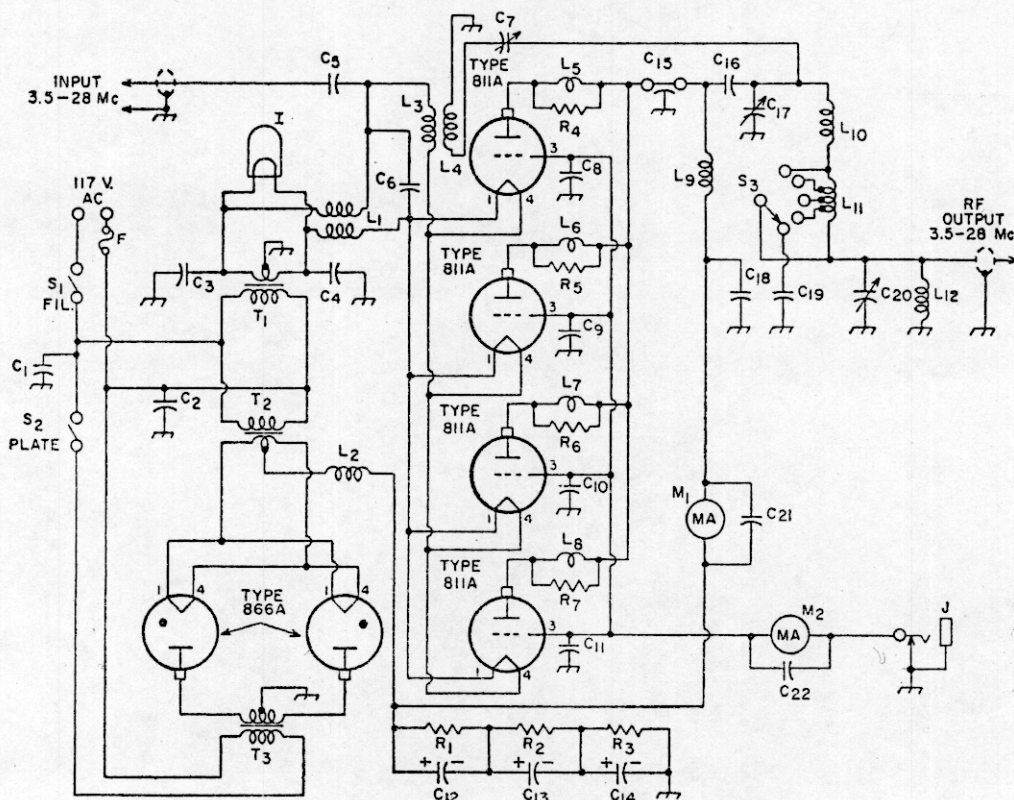 C5
C7
TYPE
811A
L5
C15
C16
INPUT
3.5–28 Mc
I
L3
L4
R4
C17
L10
3
C8
C6
1
4
L9
S3
L11
117 V.
AC
F
L1
L6
RF
OUTPUT
3.5–28 Mc
TYPE
811A
R5
C3
C4
S1
FIL.
T1
3
C9
C18
C19
C20
L12
1
4
C1
L7
C2
T2
TYPE
811A
R6
S2
PLATE
L2
3
C10
M1
MA
C21
1
4
L8
TYPE
811A
R7
1
4
TYPE
866A
1
4
M2
MA
J
3
C11
C22
1
4
T3
R1
R2
R3
+ −
+ −
+ −
C12
C13
C14